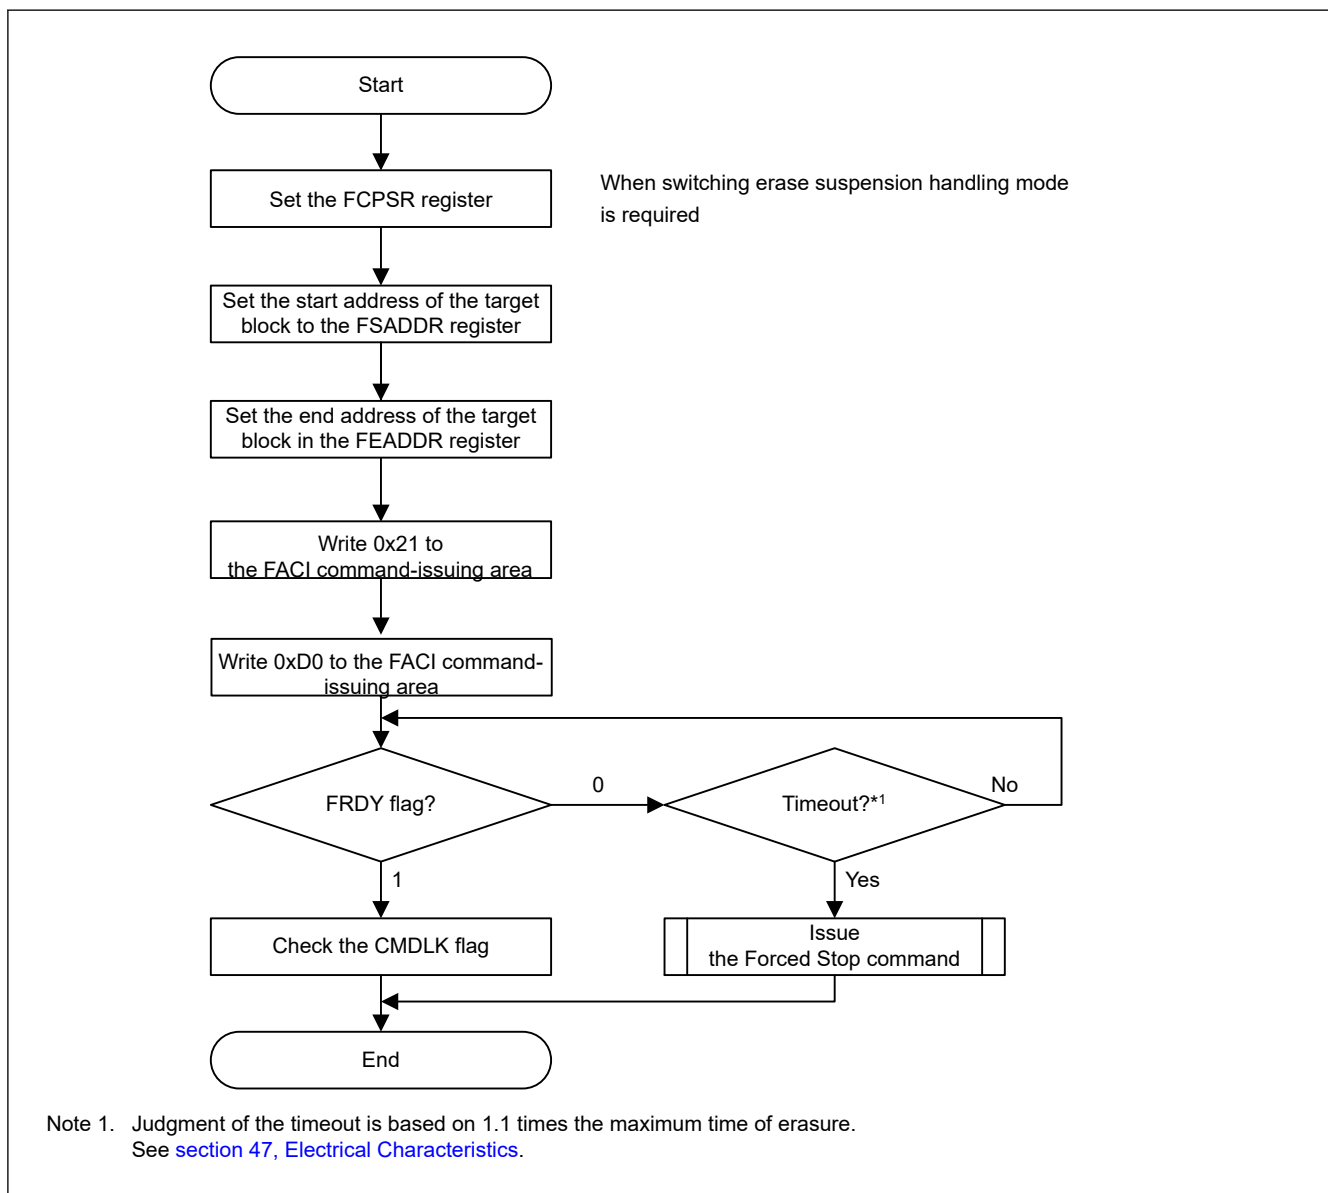 Start
Set the FCPSR register
When switching erase suspension handling mode
is required
Set the start address of the target
block to the FSADDR register
Set the end address of the target
block in the FEADDR register
Write 0x21 to
the FACI command-issuing area
Write 0xD0 to the FACI command-
issuing area
FRDY flag?
0
Timeout?*1
No
1
Yes
Check the CMDLK flag
Issue
the Forced Stop command
End
Note 1. Judgment of the timeout is based on 1.1 times the maximum time of erasure.
See section 47, Electrical Characteristics.